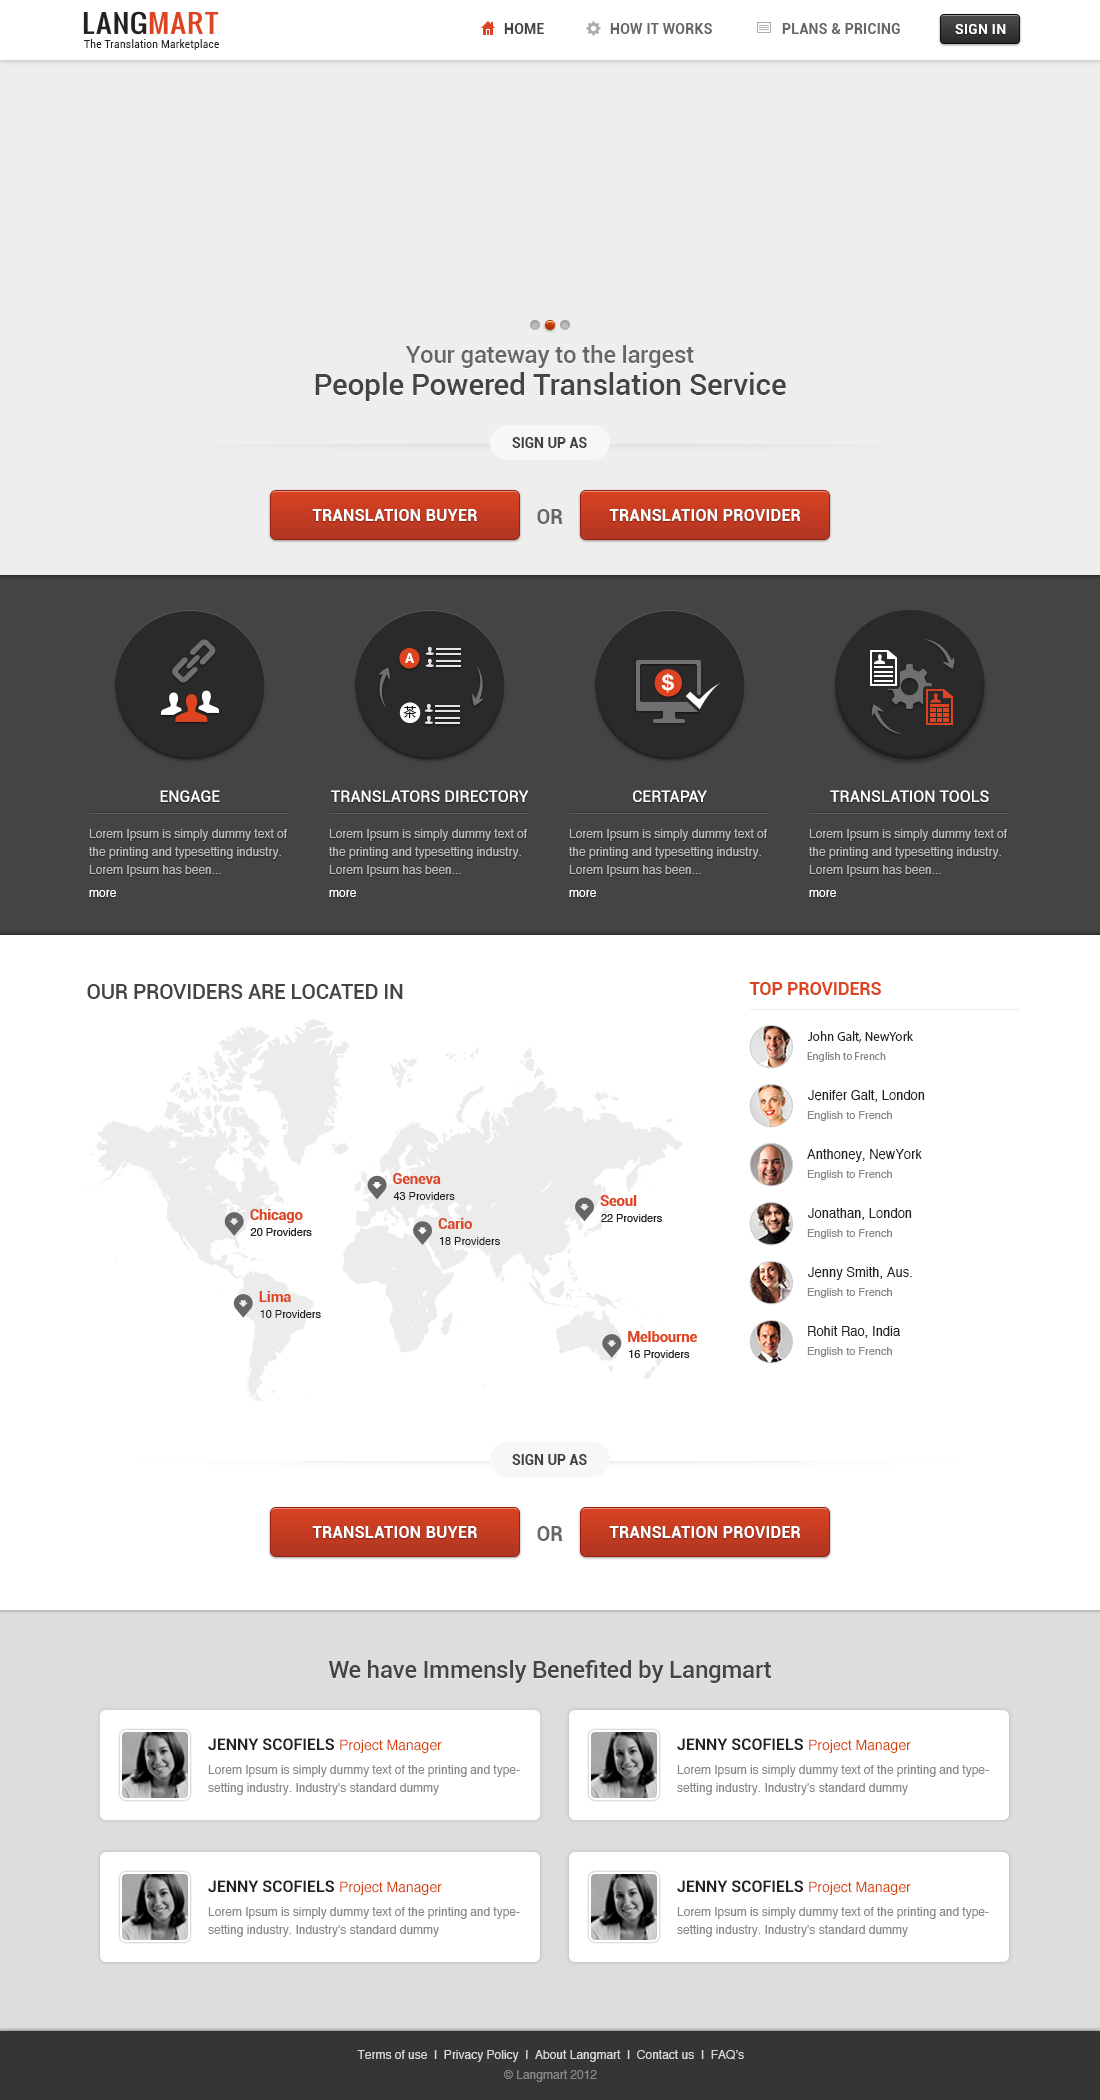 LANGMART
The Translation Marketplace
HOME
HOW IT WORKS
PLANS & PRICING
SIGN IN
Your gateway to the largest
People Powered Translation Service
SIGN UP AS
TRANSLATION BUYER
OR
TRANSLATION PROVIDER
A
茶
$
ENGAGE
Lorem Ipsum is simply dummy text of
the printing and typesetting industry.
Lorem Ipsum has been...
more
TRANSLATORS DIRECTORY
Lorem Ipsum is simply dummy text of
the printing and typesetting industry.
Lorem Ipsum has been...
more
CERTAPAY
Lorem Ipsum is simply dummy text of
the printing and typesetting industry.
Lorem Ipsum has been...
more
TRANSLATION TOOLS
Lorem Ipsum is simply dummy text of
the printing and typesetting industry.
Lorem Ipsum has been...
more
OUR PROVIDERS ARE LOCATED IN
Geneva
43 Providers
Seoul
22 Providers
Chicago
20 Providers
Cario
18 Providers
Lima
10 Providers
Melbourne
16 Providers
TOP PROVIDERS
John Galt, NewYork
English to French
Jenifer Galt, London
English to French
Anthoney, NewYork
English to French
Jonathan, London
English to French
Jenny Smith, Aus.
English to French
Rohit Rao, India
English to French
SIGN UP AS
TRANSLATION BUYER
OR
TRANSLATION PROVIDER
We have Immensly Benefited by Langmart
JENNY SCOFIELS Project Manager
Lorem Ipsum is simply dummy text of the printing and type-
setting industry. Industry's standard dummy
JENNY SCOFIELS Project Manager
Lorem Ipsum is simply dummy text of the printing and type-
setting industry. Industry's standard dummy
JENNY SCOFIELS Project Manager
Lorem Ipsum is simply dummy text of the printing and type-
setting industry. Industry's standard dummy
JENNY SCOFIELS Project Manager
Lorem Ipsum is simply dummy text of the printing and type-
setting industry. Industry's standard dummy
Terms of use | Privacy Policy | About Langmart | Contact us | FAQ's
© Langmart 2012